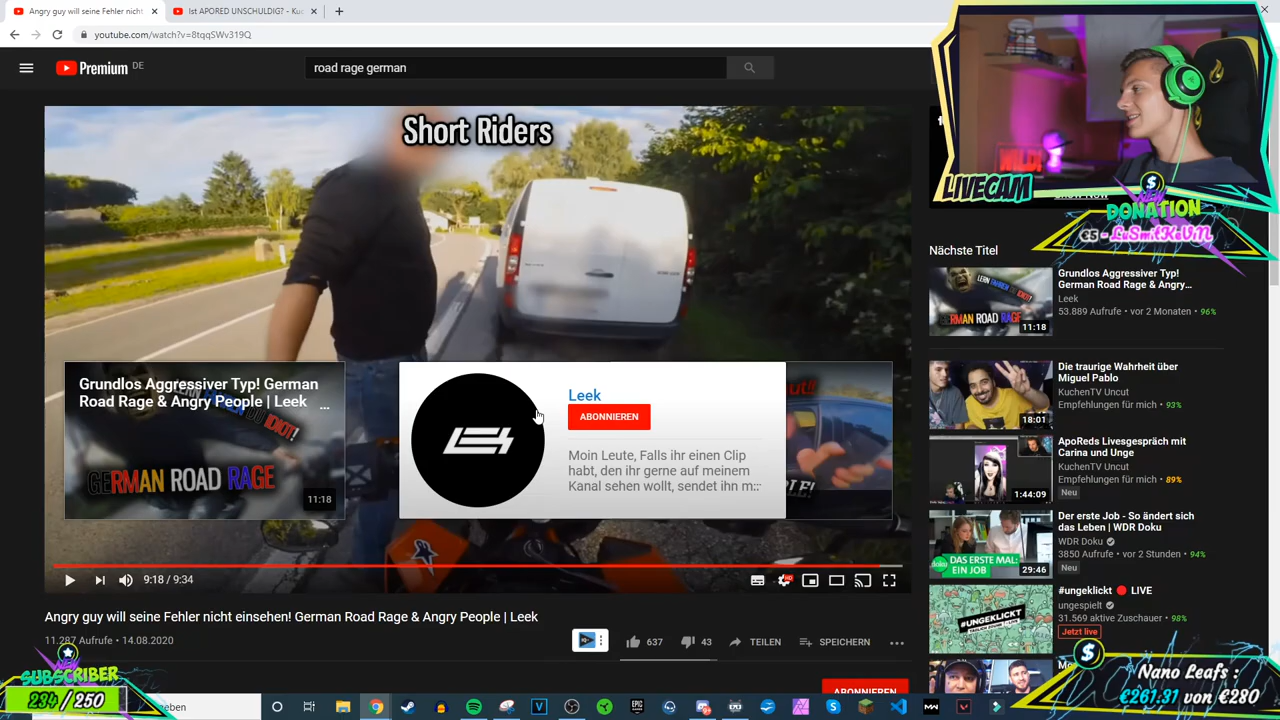 Angry guy will seine Fehler nicht
Ist APORED UNSCHULDIG? - Kuc
youtube.com/watch?v=8tqqSWv319Q
Premium DE
road rage german
Short Riders
WILD!
LIVECAM
NEW
DONATION
€5 - LuSmitKeVIN
Grundlos Aggressiver Typ! German
Road Rage & Angry People | Leek
...
GERMAN ROAD RAGE
11:18
Leek
ABONNIEREN
Moin Leute, Falls ihr einen Clip
habt, den ihr gerne auf meinem
Kanal sehen wollt, sendet ihn m...
9:18 / 9:34
Angry guy will seine Fehler nicht einsehen! German Road Rage & Angry People | Leek
11.287 Aufrufe • 14.08.2020
637
43
TEILEN
SPEICHERN
ABONNIEREN
Nächste Titel
GERMAN ROAD RAGE
11:18
Grundlos Aggressiver Typ!
German Road Rage & Angry...
Leek
53.889 Aufrufe • vor 2 Monaten • 96%
18:01
Die traurige Wahrheit über
Miguel Pablo
KuchenTV Uncut
Empfehlungen für mich • 93%
1:44:09
ApoReds Livesgespräch mit
Carina und Unge
KuchenTV Uncut
Empfehlungen für mich • 89%
Neu
DAS ERSTE MAL:
EIN JOB
29:46
Der erste Job - So ändert sich
das Leben | WDR Doku
WDR Doku
3850 Aufrufe • vor 2 Stunden • 94%
Neu
#UNGEKLICKT
#ungeklickt 🔴 LIVE
ungespielt
31.569 aktive Zuschauer • 98%
Jetzt live
NEW
SUBSCRIBER
234 / 250
Nano Leafs :
€261.31 von €280